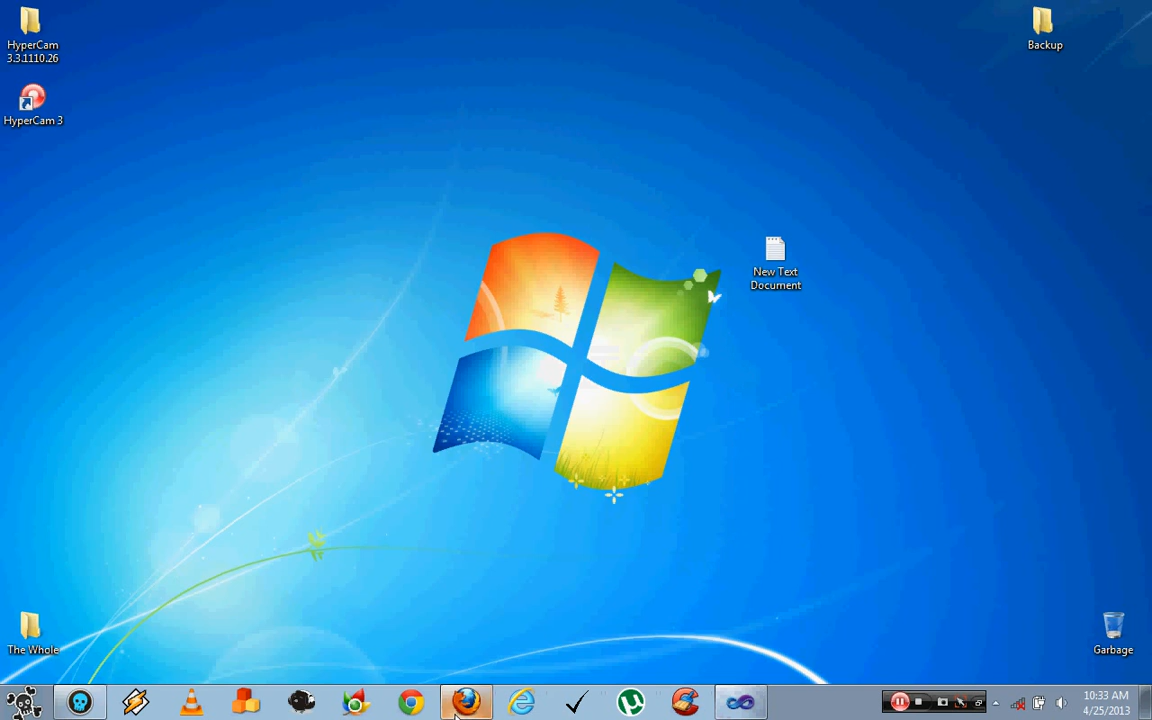 HyperCam
3.3.1110.26
Backup
HyperCam 3
New Text
Document
The Whole
Garbage
10:33 AM
4/25/2013